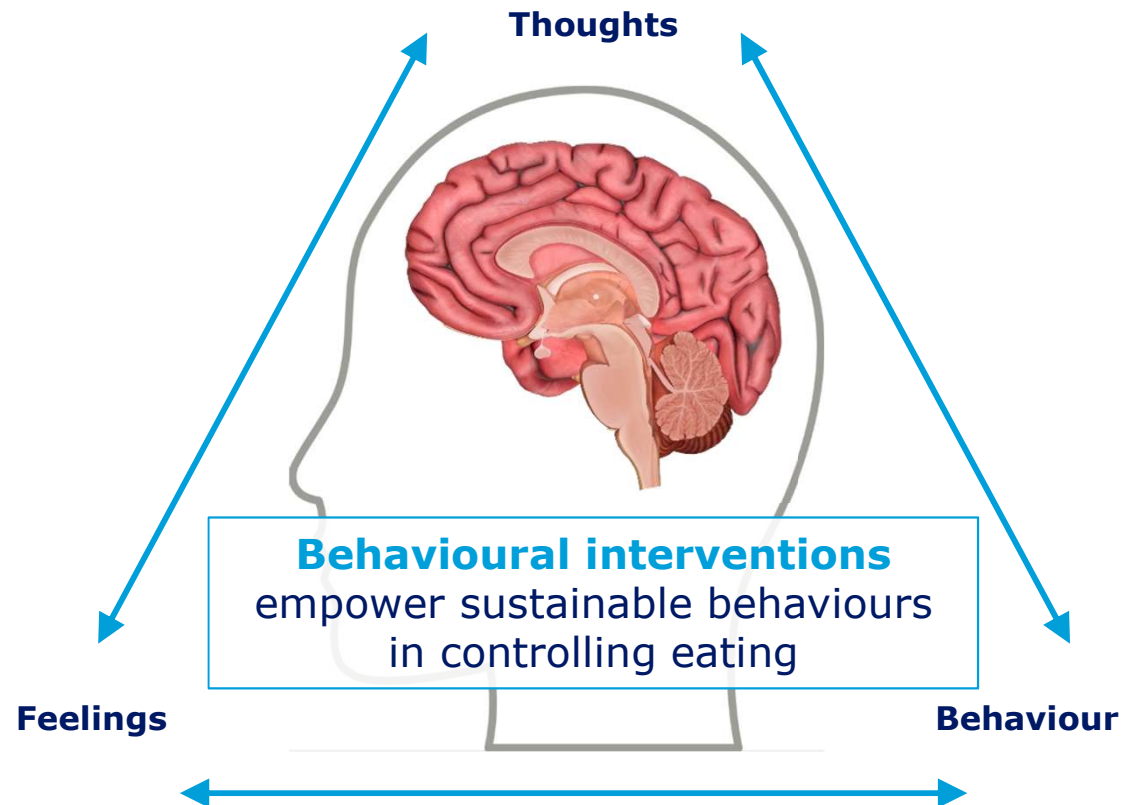 Thoughts
Behavioural interventions
empower sustainable behaviours
in controlling eating
Feelings
Behaviour